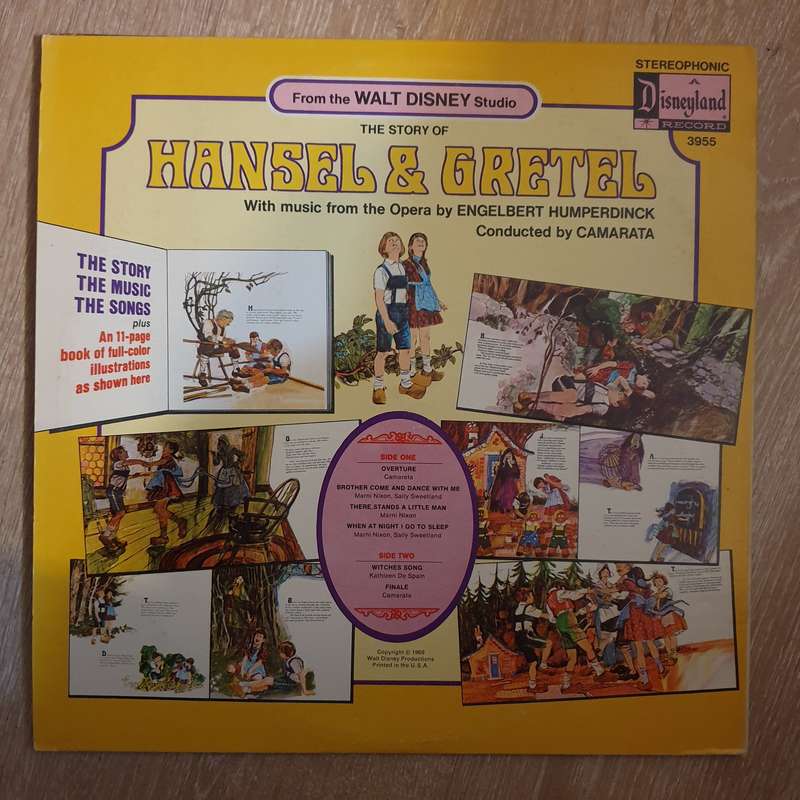 STEREOPHONIC
From the WALT DISNEY Studio
Disneyland
RECORD
3955
THE STORY OF
HANSEL & GRETEL
With music from the Opera by ENGELBERT HUMPERDINCK
Conducted by CAMARATA
THE STORY
THE MUSIC
THE SONGS
plus
An 11-page
book of full-color
illustrations
as shown here
SIDE ONE
OVERTURE
Camarata
BROTHER COME AND DANCE WITH ME
Marni Nixon, Sally Sweetland
THERE STANDS A LITTLE MAN
Marni Nixon
WHEN AT NIGHT I GO TO SLEEP
Marni Nixon, Sally Sweetland
SIDE TWO
WITCHES SONG
Kathleen De Spain
FINALE
Camarata
Copyright © 1969
Walt Disney Productions
Printed in the U.S.A.